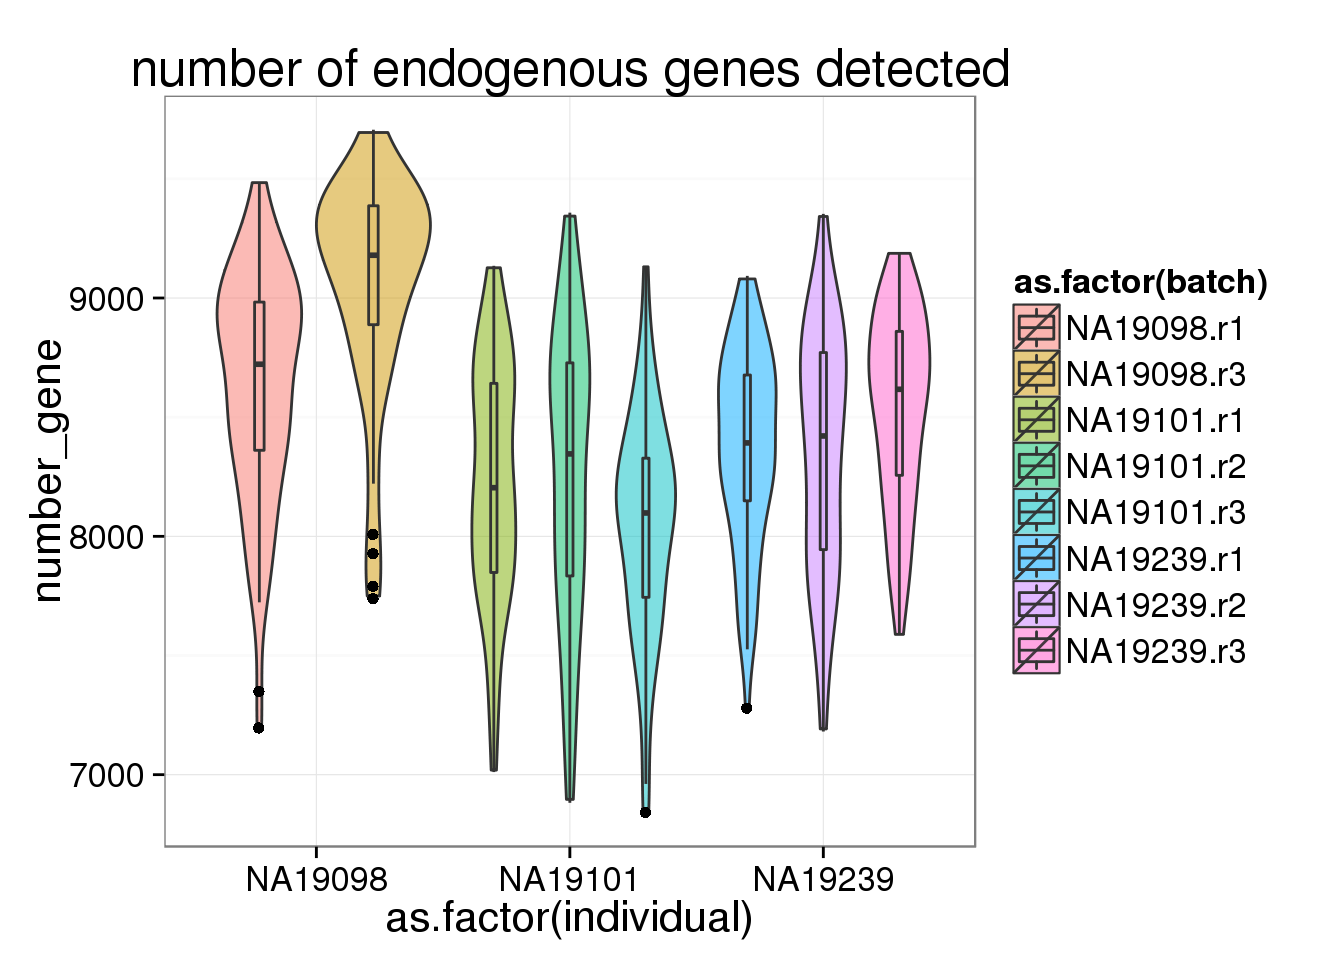 number of endogenous genes detected
number_gene
9000
8000
7000
NA19098
NA19101
NA19239
as.factor(individual)
as.factor(batch)
NA19098.r1
NA19098.r3
NA19101.r1
NA19101.r2
NA19101.r3
NA19239.r1
NA19239.r2
NA19239.r3